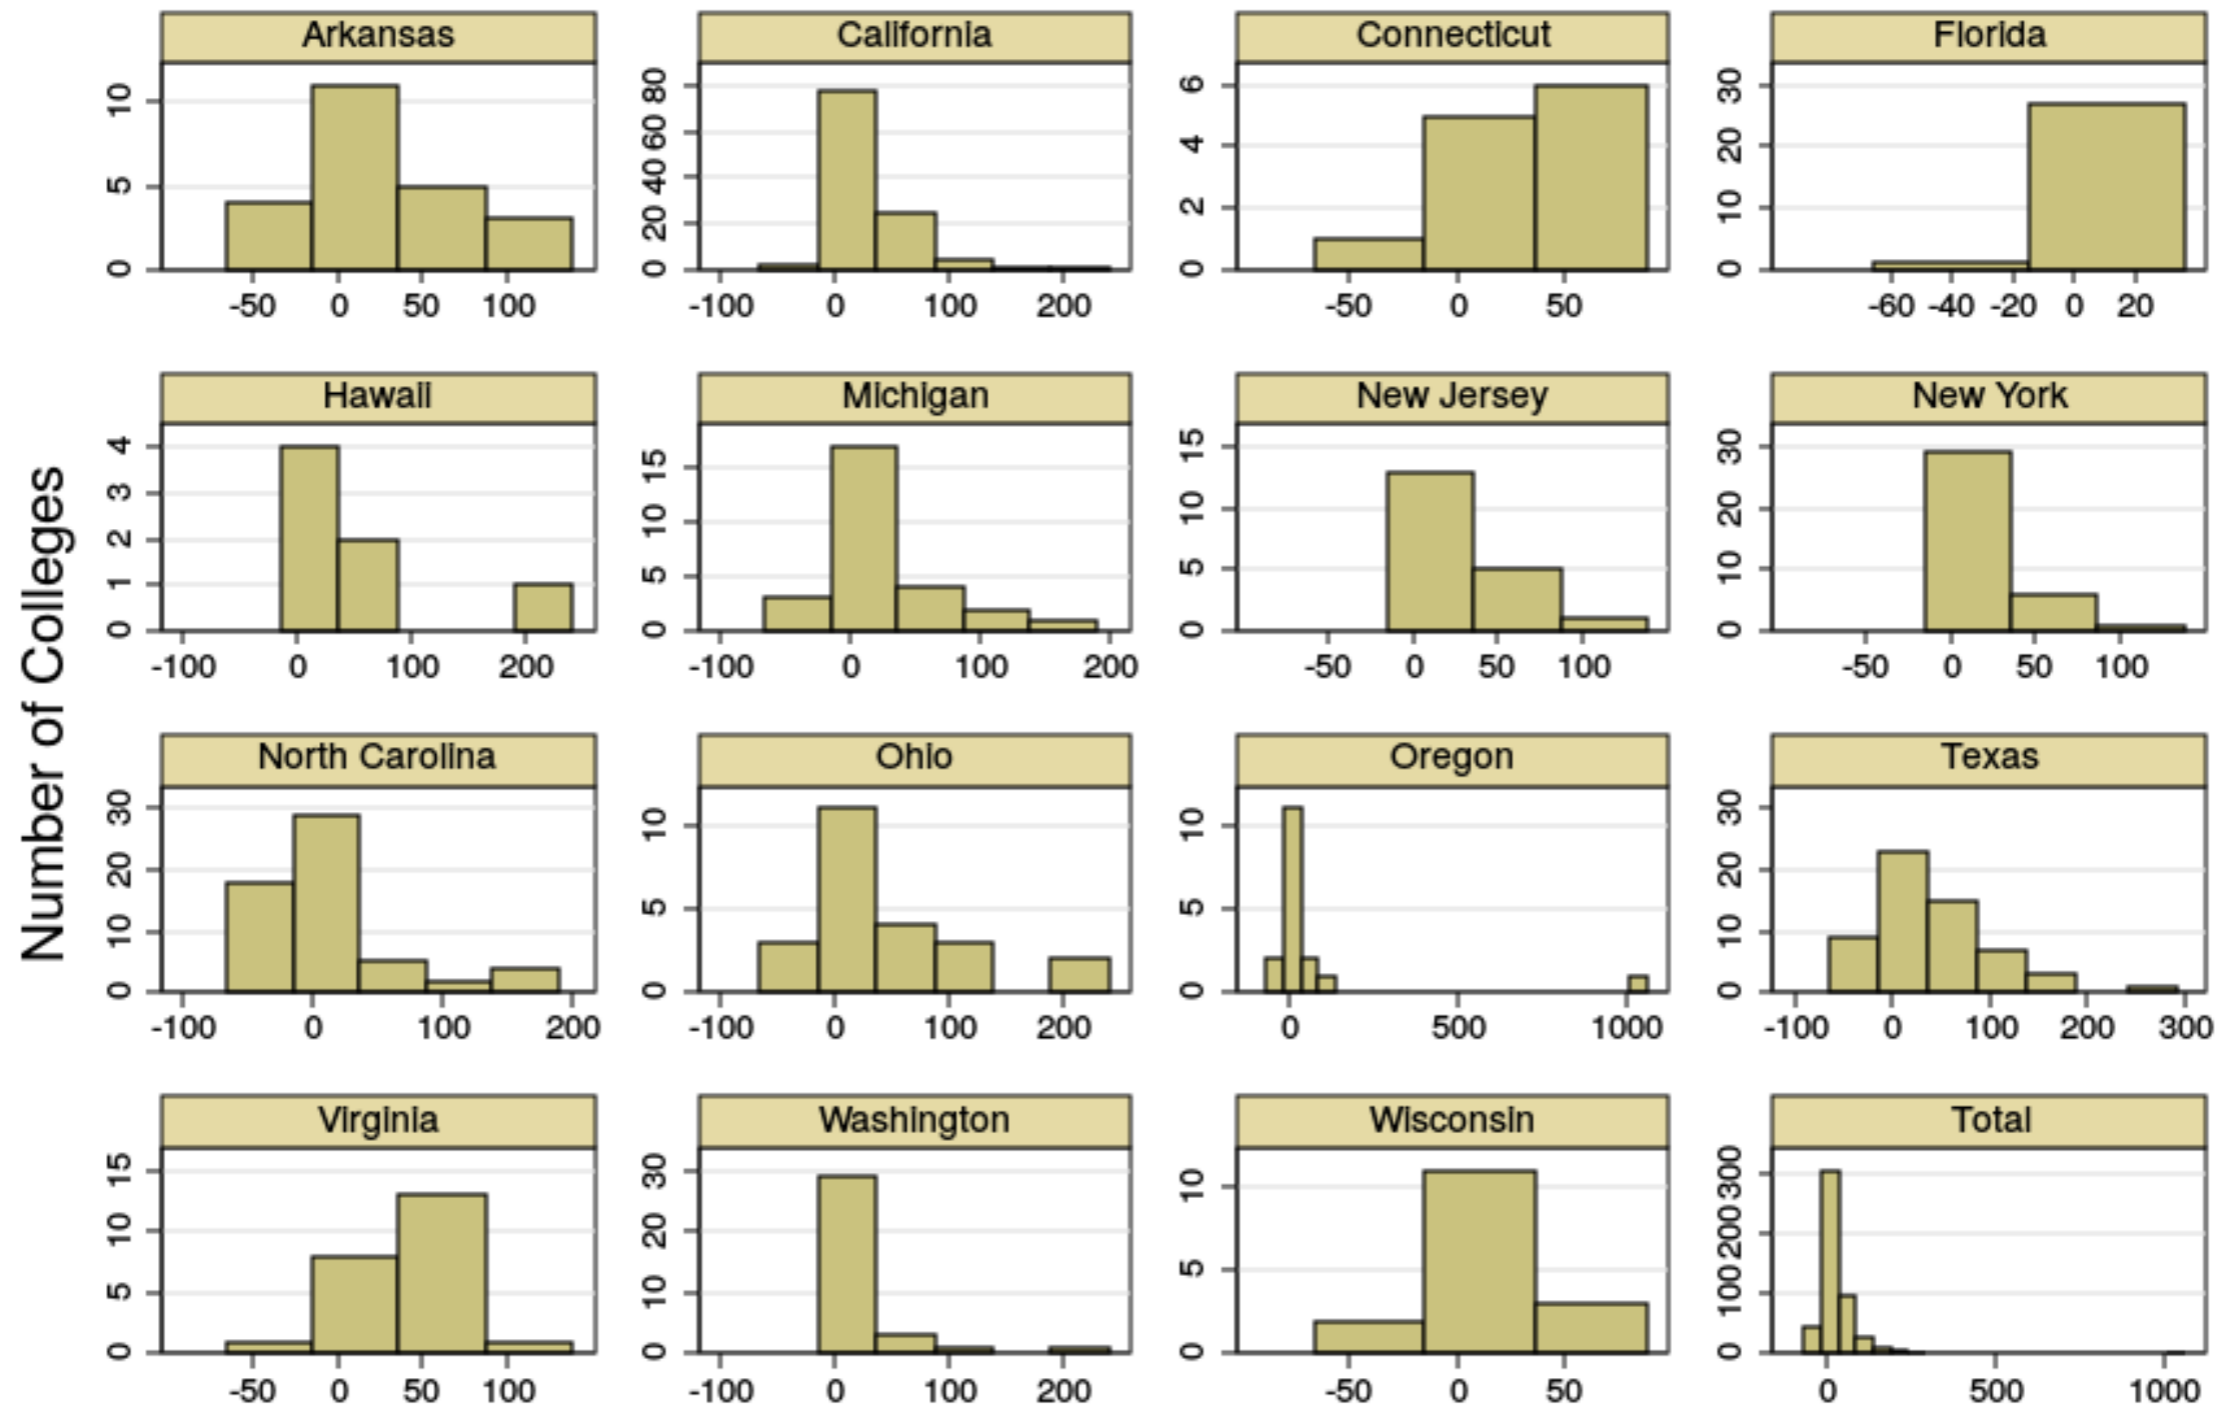 Number of Colleges
Arkansas California Connecticut Florida
10 5 0
80 60 40 20 0
6 4 2 0
30 20 10 0
-50 0 50 100
-100 0 100 200
-50 0 50
-60 -40 -20 0 20
Hawaii Michigan New Jersey New York
4 3 2 1 0
15 10 5 0
15 10 5 0
30 20 10 0
-100 0 100 200
-100 0 100 200
-50 0 50 100
-50 0 50 100
North Carolina Ohio Oregon Texas
30 20 10 0
10 5 0
10 5 0
30 20 10 0
-100 0 100 200
-100 0 100 200
0 500 1000
-100 0 100 200 300
Virginia Washington Wisconsin Total
15 10 5 0
30 20 10 0
10 5 0
300 200 100 0
-50 0 50 100
-100 0 100 200
-50 0 50
0 500 1000